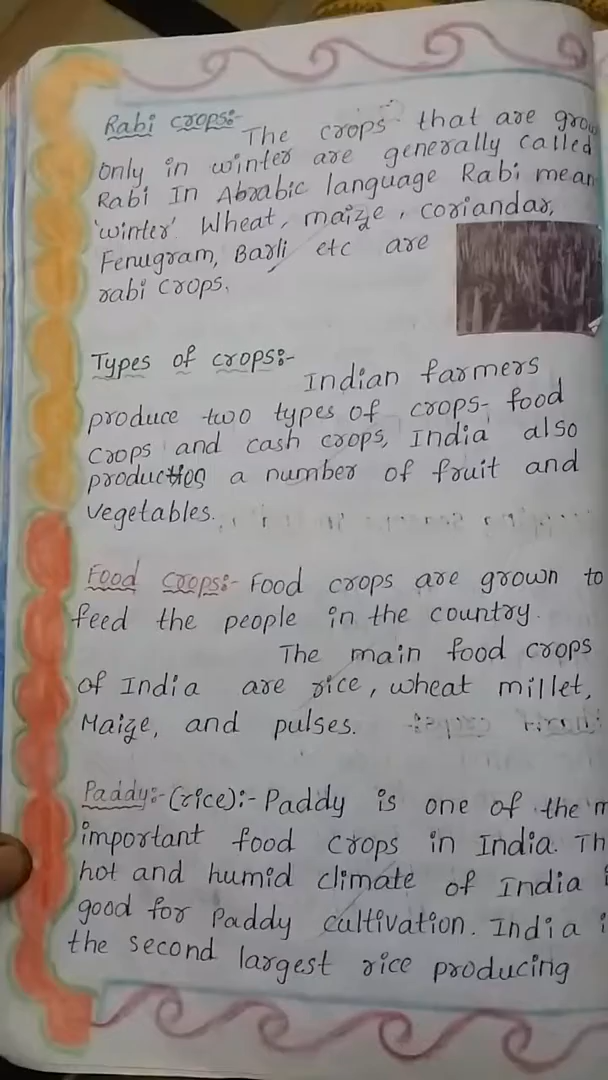 Rabi crops:-
The crops that are
only in winter are generally called
Rabi In Abrabic language Rabi mean
'winter' Wheat, maize, coriandar,
Fenugram, Barli etc are
rabi crops.
Types of crops:-
Indian farmers
produce two types of crops- food
crops and cash crops, India also
production a number of fruit and
vegetables.
Food crops:- Food crops are grown to
feed the people in the country.
The main food crops
of India are rice, wheat millet,
Maize, and pulses.
Paddy:- (rice):- Paddy is one of the
important food crops in India.
hot and humid climate of India
good for Paddy cultivation. India
the second largest rice producing